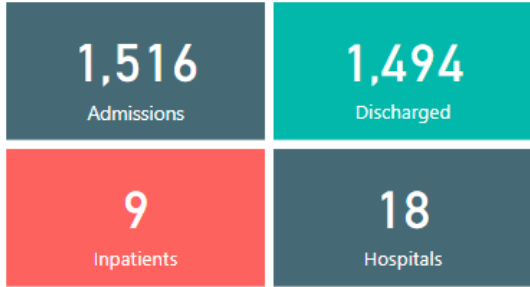 1,516
Admissions
1,494
Discharged
9
Inpatients
18
Hospitals